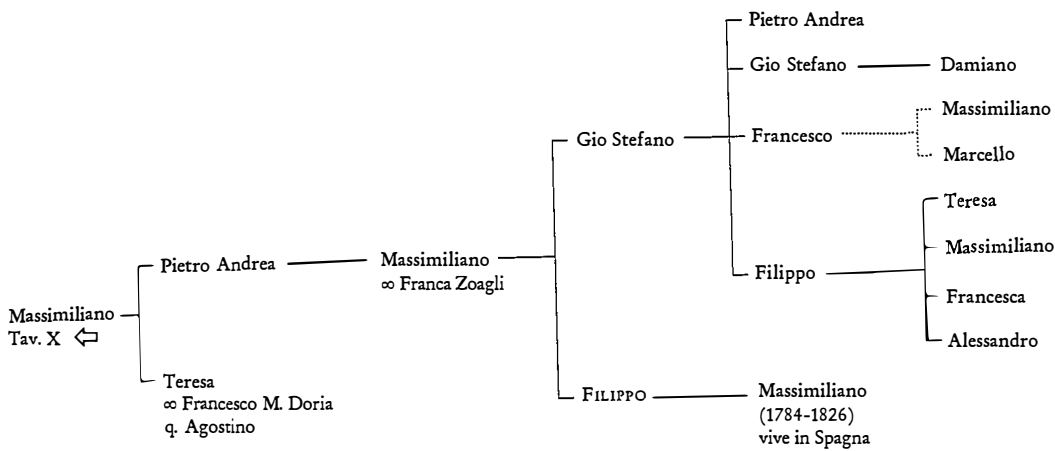 Pietro Andrea
Gio Stefano
Damiano
Massimiliano
Francesco
Gio Stefano
Marcello
Teresa
Massimiliano
Filippo
Pietro Andrea
Massimiliano
∞ Franca Zoagli
Francesca
Massimiliano
Tav. X
Alessandro
Teresa
∞ Francesco M. Doria
q. Agostino
FILIPPO
Massimiliano
(1784-1826)
vive in Spagna